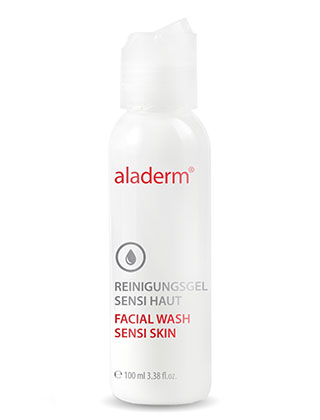 aladerm®
REINIGUNGSGEL
SENSI HAUT
FACIAL WASH
SENSI SKIN
℮ 100 ml 3.38 fl.oz.